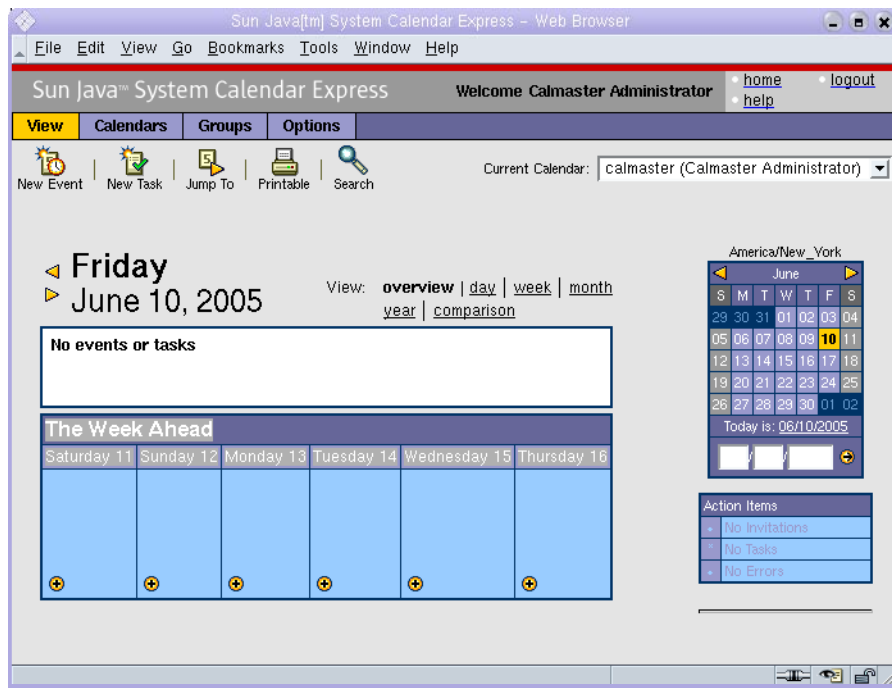 Sun Java[tm] System Calendar Express – Web Browser
File Edit View Go Bookmarks Tools Window Help
Sun Java™ System Calendar Express
Welcome Calmaster Administrator
home logout
help
View Calendars Groups Options
New Event | New Task | Jump To | Printable | Search
Current Calendar: calmaster (Calmaster Administrator)
Friday
June 10, 2005
View: overview | day | week | month
year | comparison
No events or tasks
The Week Ahead
Saturday 11 Sunday 12 Monday 13 Tuesday 14 Wednesday 15 Thursday 16
America/New_York
June
S M T W T F S
29 30 31 01 02 03 04
05 06 07 08 09 10 11
12 13 14 15 16 17 18
19 20 21 22 23 24 25
26 27 28 29 30 01 02
Today is: 06/10/2005
/ /
Action Items
No Invitations
No Tasks
No Errors